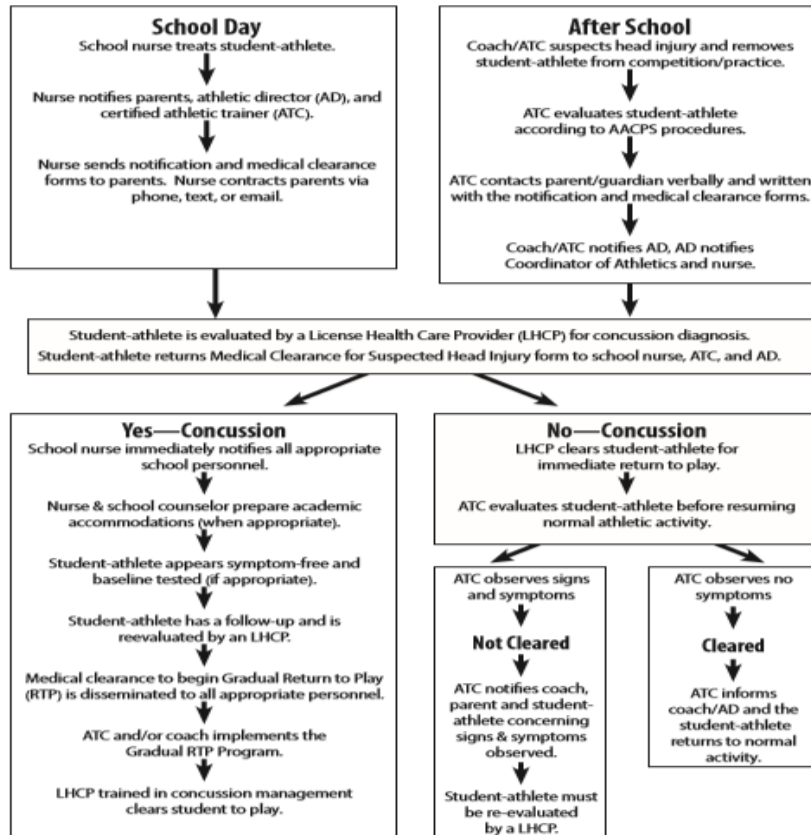 School Day
School nurse treats student-athlete.
Nurse notifies parents, athletic director (AD), and
certified athletic trainer (ATC).
Nurse sends notification and medical clearance
forms to parents. Nurse contracts parents via
phone, text, or email.
After School
Coach/ATC suspects head injury and removes
student-athlete from competition/practice.
ATC evaluates student-athlete
according to AACPS procedures.
ATC contacts parent/guardian verbally and written
with the notification and medical clearance forms.
Coach/ATC notifies AD, AD notifies
Coordinator of Athletics and nurse.
Student-athlete is evaluated by a License Health Care Provider (LHCP) for concussion diagnosis.
Student-athlete returns Medical Clearance for Suspected Head Injury form to school nurse, ATC, and AD.
Yes—Concussion
School nurse immediately notifies all appropriate
school personnel.
Nurse & school counselor prepare academic
accommodations (when appropriate).
Student-athlete appears symptom-free and
baseline tested (if appropriate).
Student-athlete has a follow-up and is
reevaluated by an LHCP.
Medical clearance to begin Gradual Return to Play
(RTP) is disseminated to all appropriate personnel.
ATC and/or coach implements the
Gradual RTP Program.
LHCP trained in concussion management
clears student to play.
No—Concussion
LHCP clears student-athlete for
immediate return to play.
ATC evaluates student-athlete before resuming
normal athletic activity.
ATC observes signs
and symptoms
Not Cleared
ATC notifies coach,
parent and student-
athlete concerning
signs & symptoms
observed.
Student-athlete must
be re-evaluated
by a LHCP.
ATC observes no
symptoms
Cleared
ATC informs
coach/AD and the
student-athlete
returns to normal
activity.